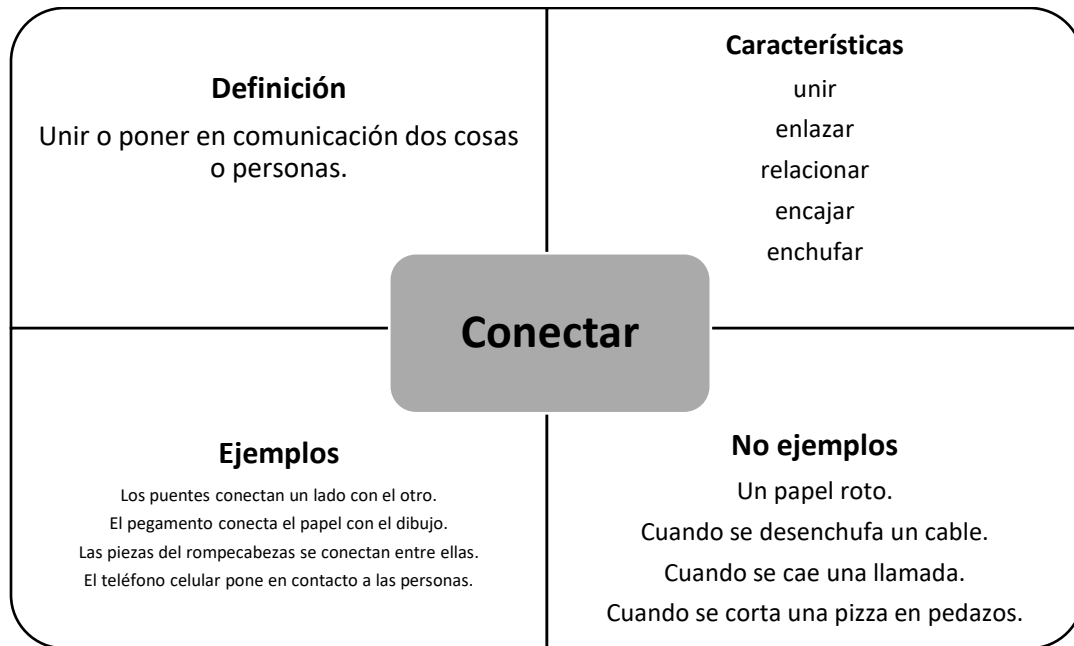 Definición
Unir o poner en comunicación dos cosas
o personas.
Características
unir
enlazar
relacionar
encajar
enchufar
Conectar
Ejemplos
Los puentes conectan un lado con el otro.
El pegamento conecta el papel con el dibujo.
Las piezas del rompecabezas se conectan entre ellas.
El teléfono celular pone en contacto a las personas.
No ejemplos
Un papel roto.
Cuando se desenchufa un cable.
Cuando se cae una llamada.
Cuando se corta una pizza en pedazos.